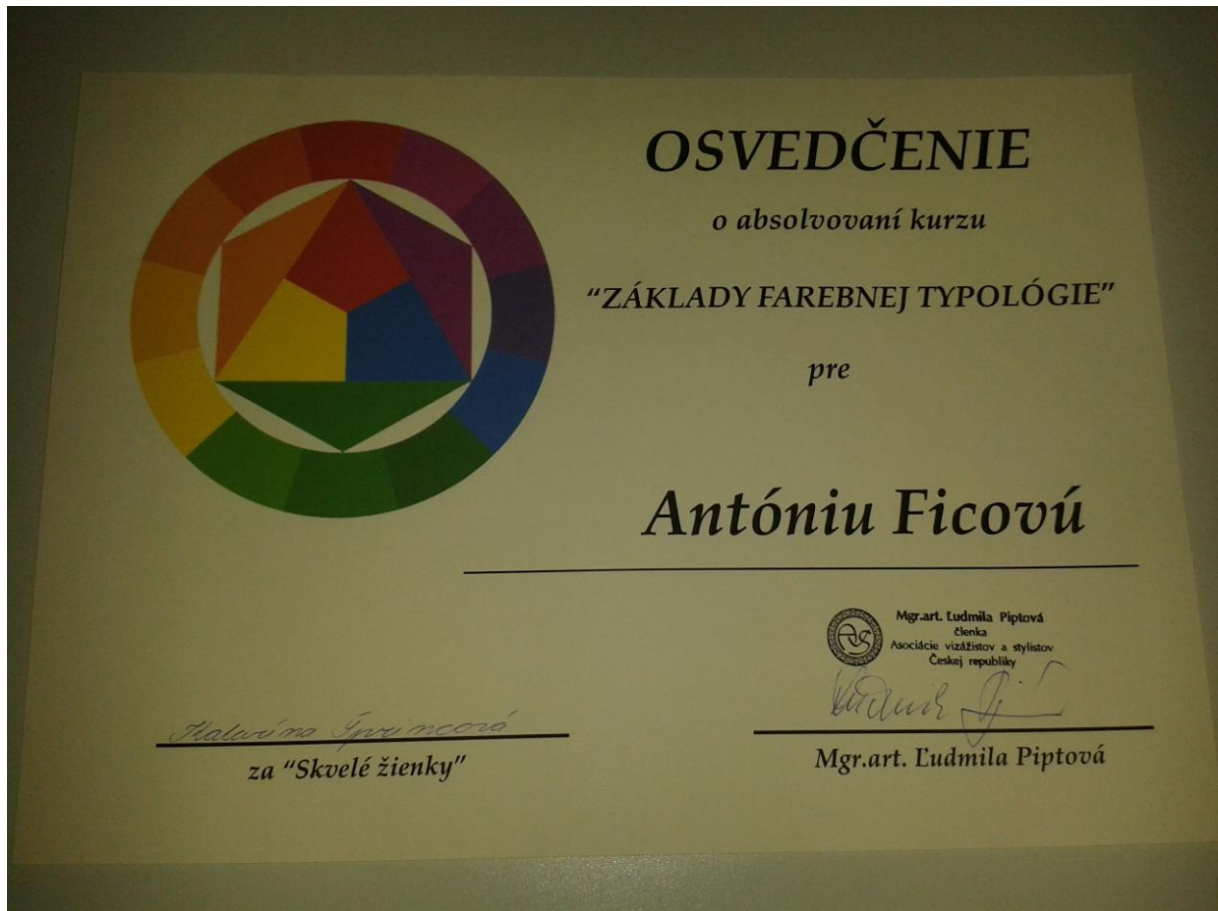 OSVEDČENIE
o absolvovaní kurzu
“ZÁKLADY FAREBNEJ TYPOLÓGIE”
pre
Antóniu Ficovú
Mgr.art. Ľudmila Piptová
členka
Asociácie vizážistov a stylistov
Českej republiky
za “Skvelé žienky”
Mgr.art. Ľudmila Piptová